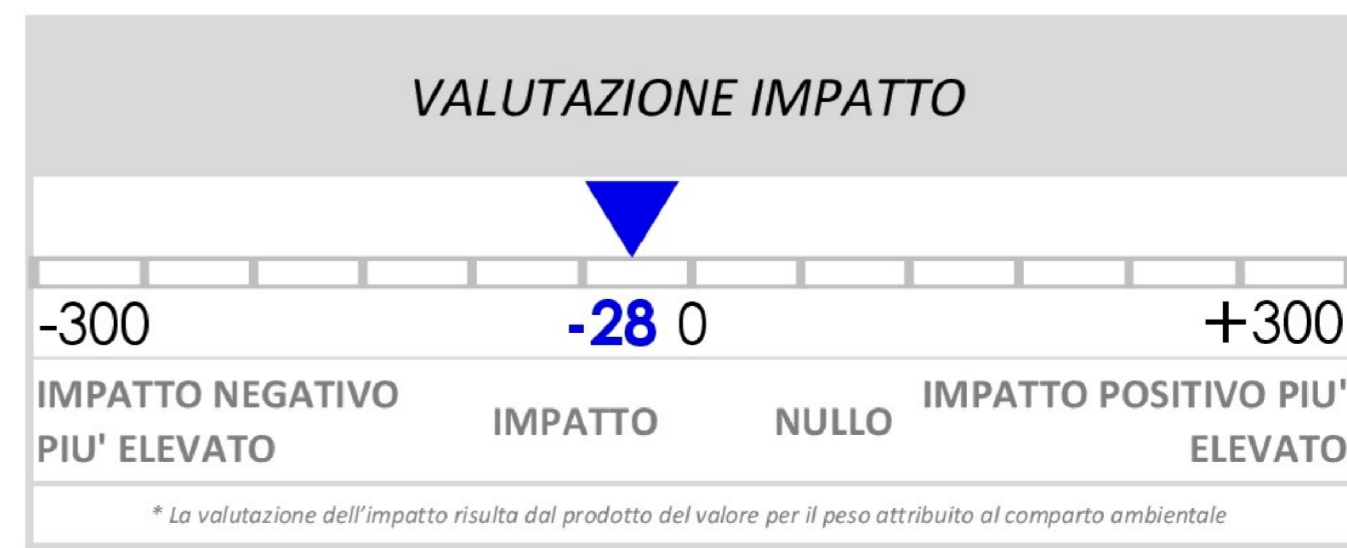 VALUTAZIONE IMPATTO
-300 -28 0 +300
IMPATTO NEGATIVO
PIU' ELEVATO
IMPATTO NULLO
IMPATTO POSITIVO PIU'
ELEVATO
* La valutazione dell’impatto risulta dal prodotto del valore per il peso attribuito al comparto ambientale